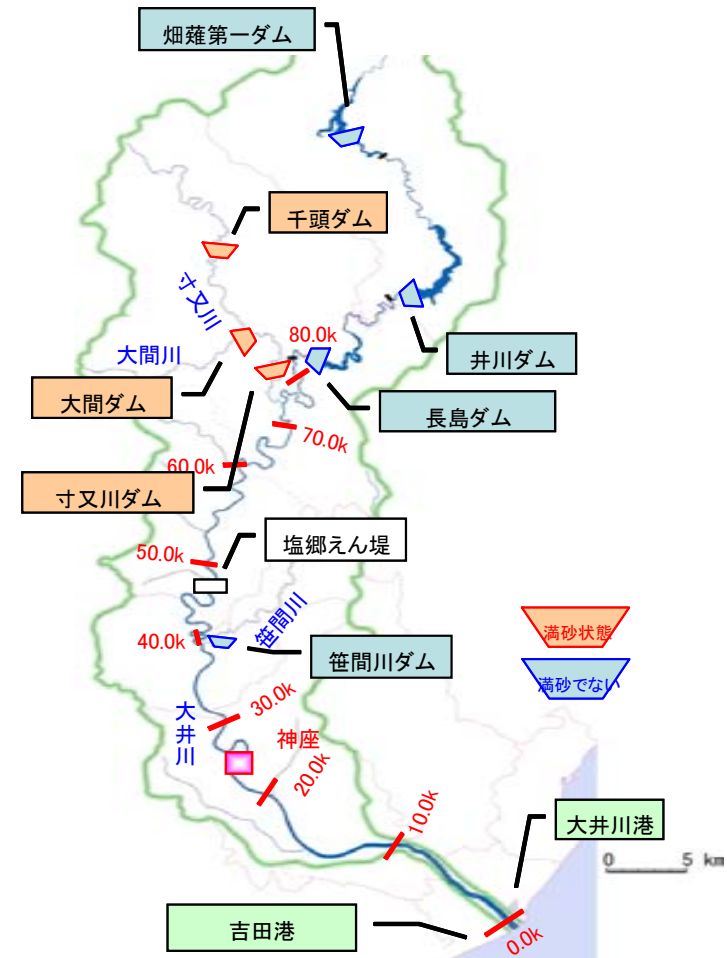 畑薙第一ダム
千頭ダム
寸又川
80.0k
大間川
井川ダム
大間ダム
長島ダム
70.0k
60.0k
寸又川ダム
塩郷えん堤
50.0k
笹間川
満砂状態
40.0k
笹間川ダム
満砂でない
30.0k
大井川
神座
20.0k
10.0k
大井川港
0 5 km
吉田港
0.0k